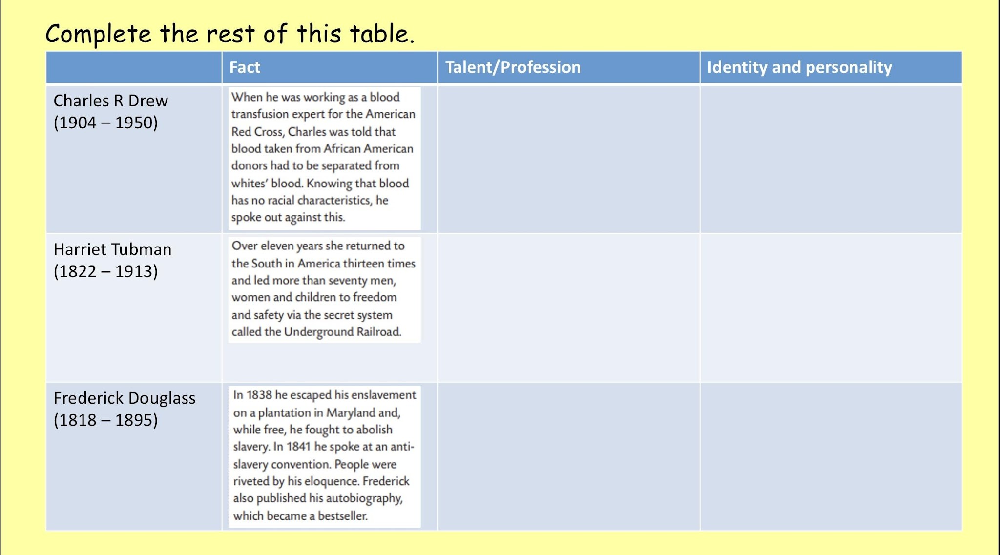 Complete the rest of this table.
Fact
Talent/Profession
Identity and personality
Charles R Drew
(1904 – 1950)
When he was working as a blood
transfusion expert for the American
Red Cross, Charles was told that
blood taken from African American
donors had to be separated from
whites' blood. Knowing that blood
has no racial characteristics, he
spoke out against this.
Harriet Tubman
(1822 – 1913)
Over eleven years she returned to
the South in America thirteen times
and led more than seventy men,
women and children to freedom
and safety via the secret system
called the Underground Railroad.
Frederick Douglass
(1818 – 1895)
In 1838 he escaped his enslavement
on a plantation in Maryland and,
while free, he fought to abolish
slavery. In 1841 he spoke at an anti-
slavery convention. People were
riveted by his eloquence. Frederick
also published his autobiography,
which became a bestseller.